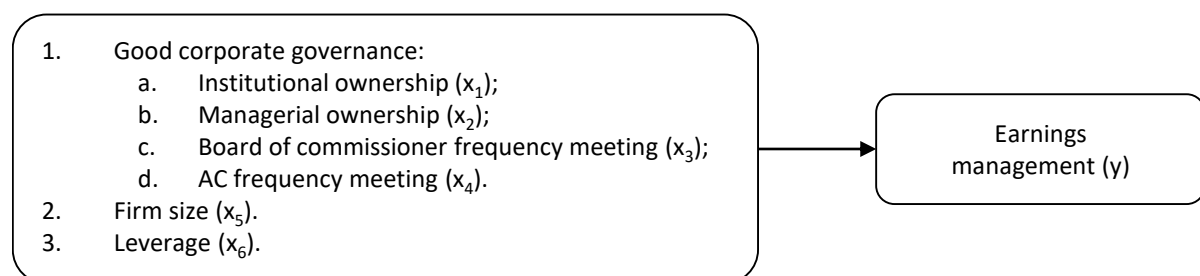 1. Good corporate governance:
a. Institutional ownership (x₁);
b. Managerial ownership (x₂);
c. Board of commissioner frequency meeting (x₃);
d. AC frequency meeting (x₄).
2. Firm size (x₅).
3. Leverage (x₆).
Earnings
management (y)